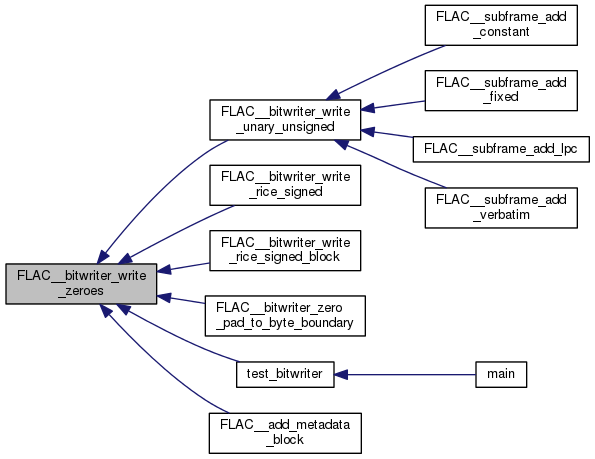 FLAC__subframe_add
_constant
FLAC__subframe_add
_fixed
FLAC__bitwriter_write
_unary_unsigned
FLAC__subframe_add_lpc
FLAC__bitwriter_write
_rice_signed
FLAC__subframe_add
_verbatim
FLAC__bitwriter_write
_rice_signed_block
FLAC__bitwriter_write
_zeroes
FLAC__bitwriter_zero
_pad_to_byte_boundary
test_bitwriter
main
FLAC__add_metadata
_block